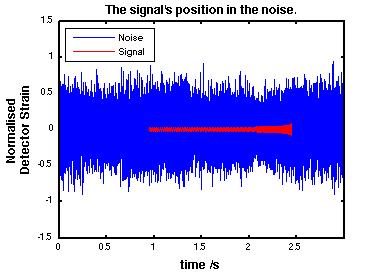 The signal's position in the noise.
Noise
Signal
Normalised
Detector Strain
1.5
1
0.5
0
-0.5
-1
-1.5
0 0.5 1 1.5 2 2.5
time /s